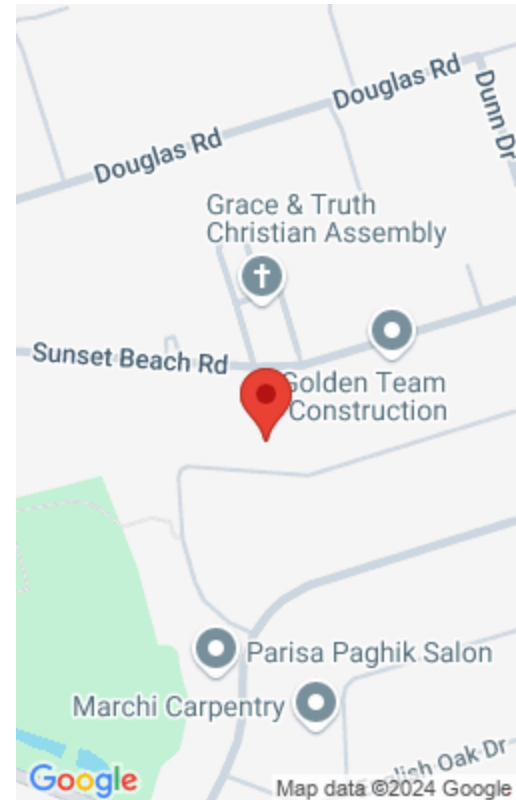 Douglas Rd
Dunn Dr
Douglas Rd
Grace & Truth
Christian Assembly
Sunset Beach Rd
Golden Team
Construction
Parisa Paghik Salon
Marchi Carpentry
English Oak Dr
Google
Map data ©2024 Google